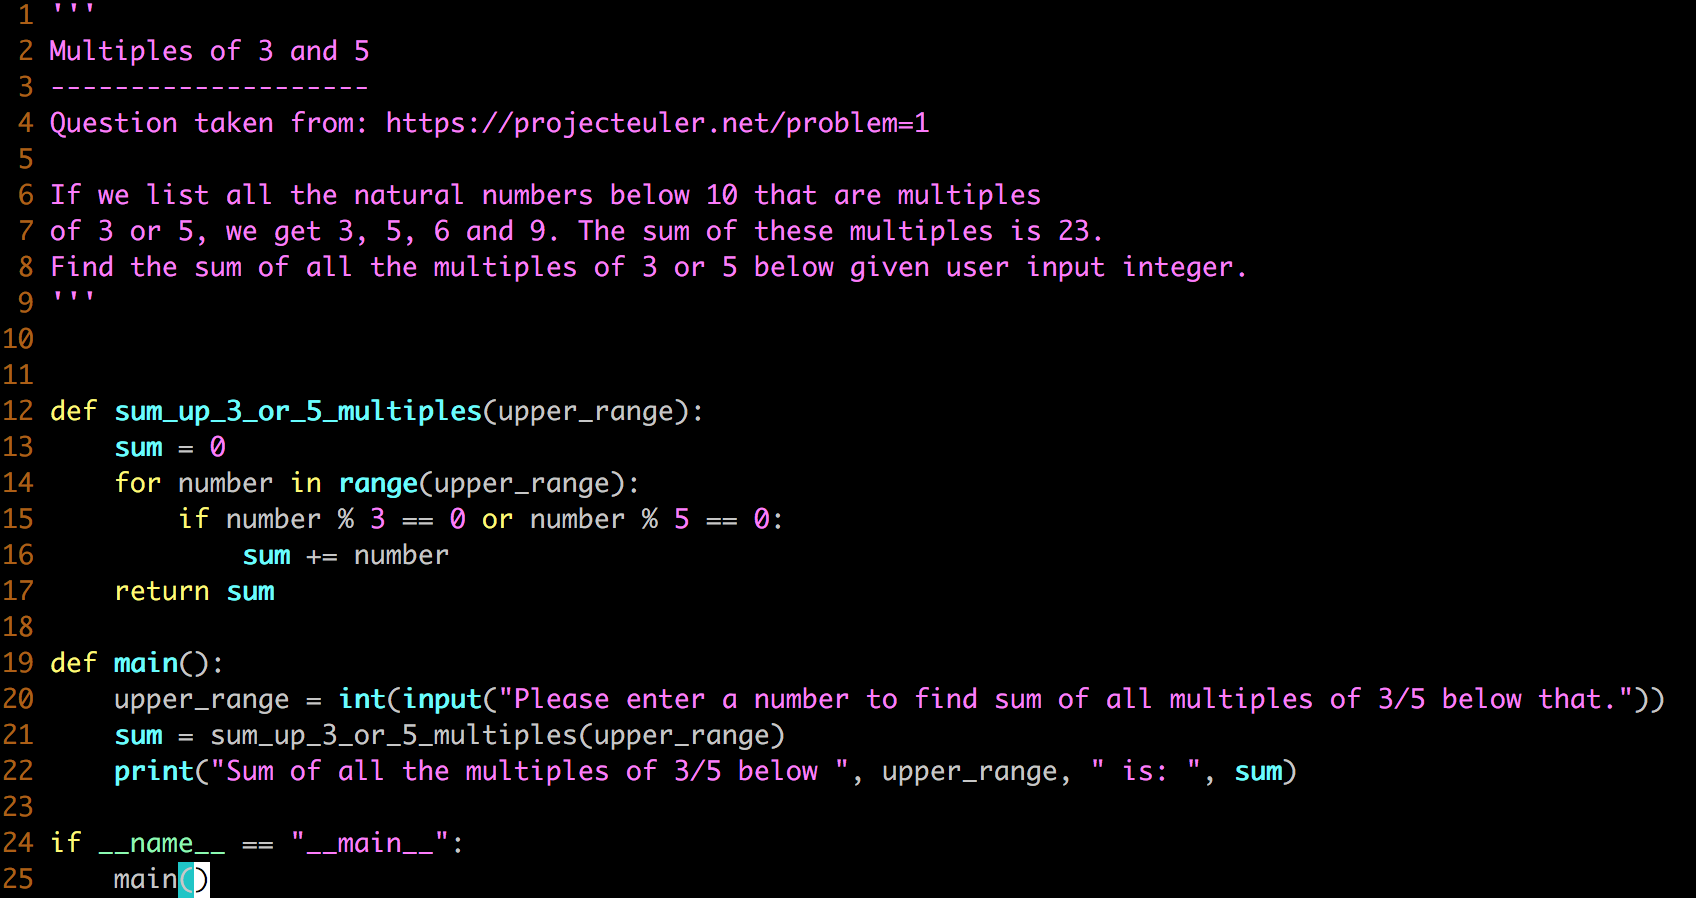 1 '''
2 Multiples of 3 and 5
3 --------------------
4 Question taken from: https://projecteuler.net/problem=1
5
6 If we list all the natural numbers below 10 that are multiples
7 of 3 or 5, we get 3, 5, 6 and 9. The sum of these multiples is 23.
8 Find the sum of all the multiples of 3 or 5 below given user input integer.
9 '''
10
11
12 def sum_up_3_or_5_multiples(upper_range):
13     sum = 0
14     for number in range(upper_range):
15         if number % 3 == 0 or number % 5 == 0:
16             sum += number
17     return sum
18
19 def main():
20     upper_range = int(input("Please enter a number to find sum of all multiples of 3/5 below that."))
21     sum = sum_up_3_or_5_multiples(upper_range)
22     print("Sum of all the multiples of 3/5 below ", upper_range, " is: ", sum)
23
24 if __name__ == "__main__":
25     main()